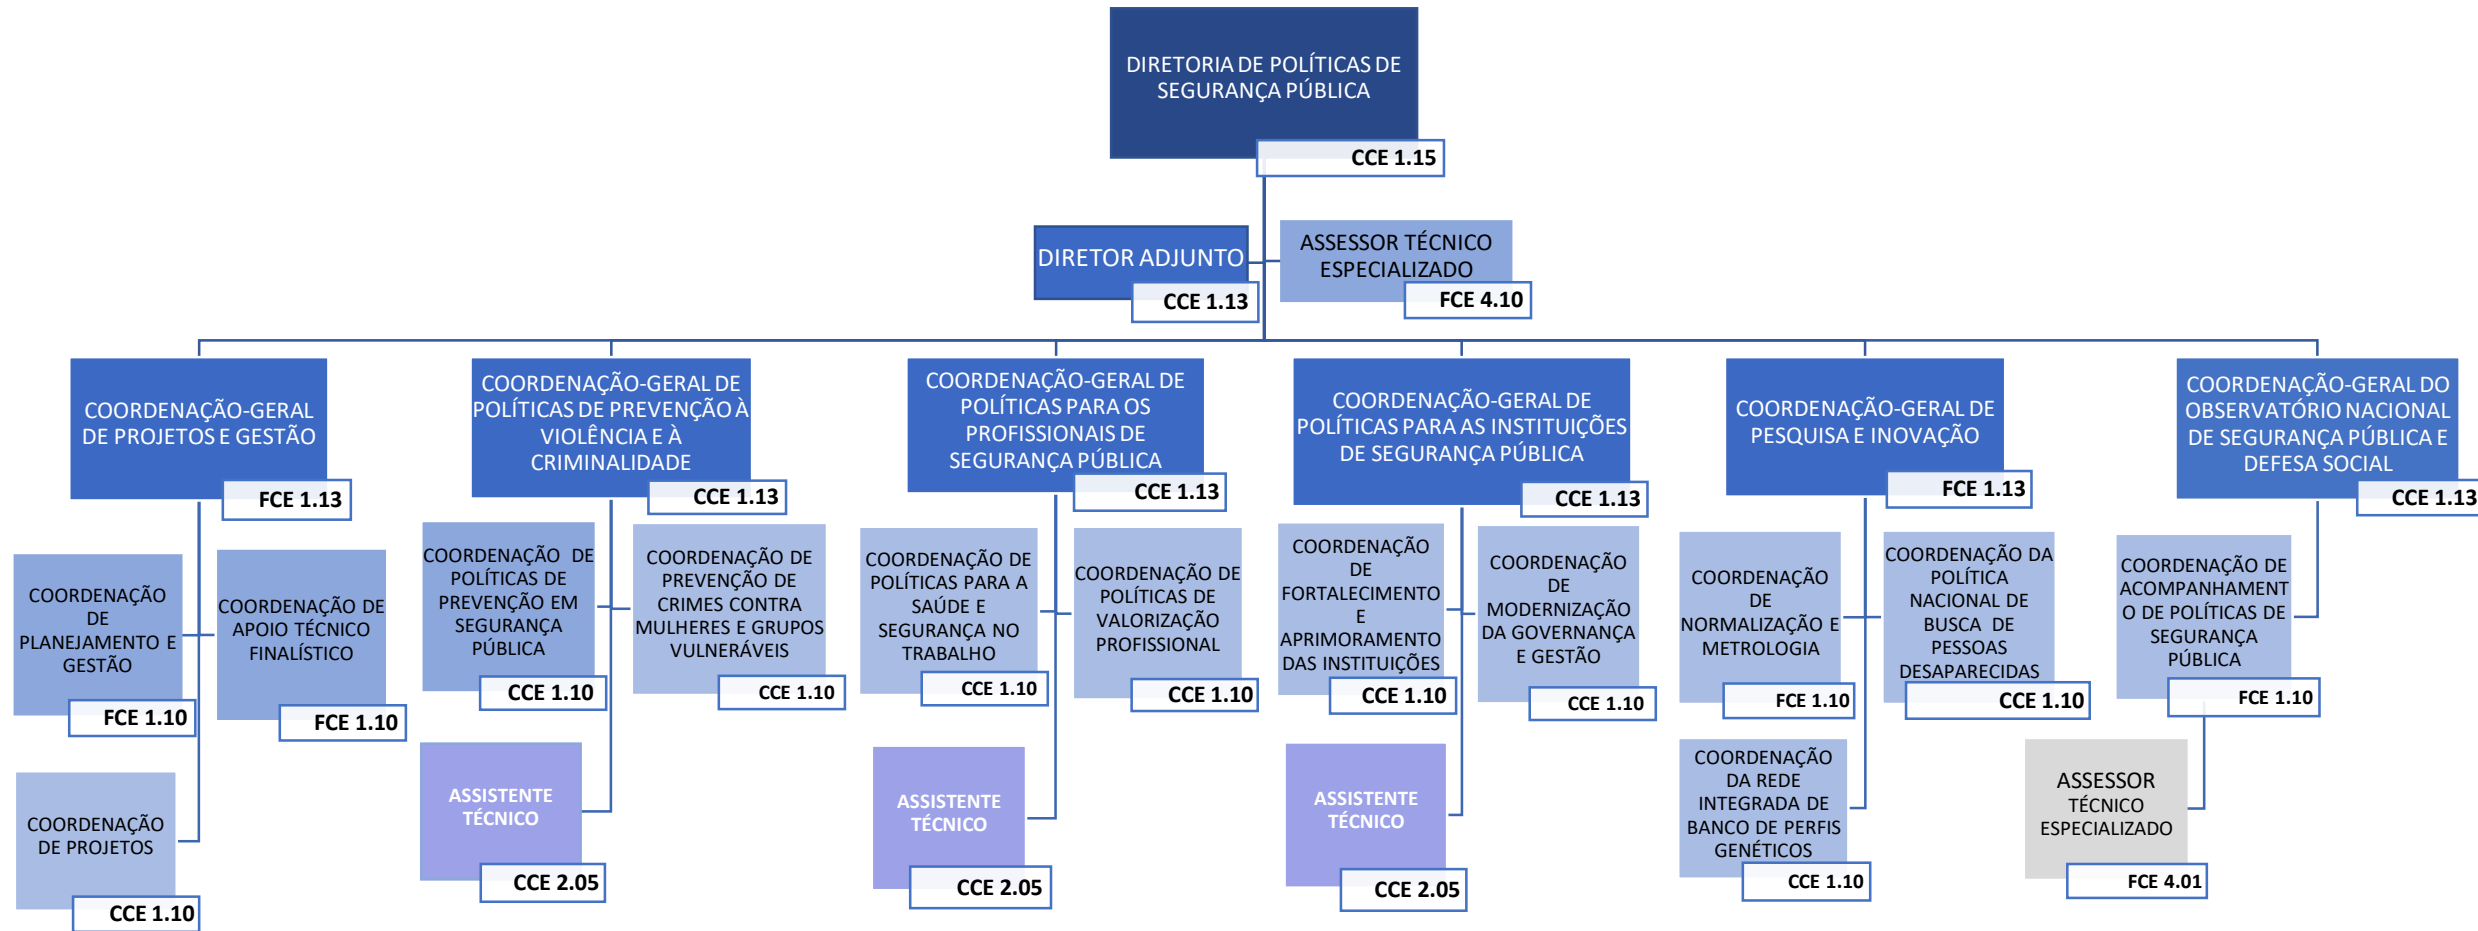 DIRETORIA DE POLÍTICAS DE
SEGURANÇA PÚBLICA
CCE 1.15
DIRETOR ADJUNTO
CCE 1.13
ASSESSOR TÉCNICO
ESPECIALIZADO
FCE 4.10
COORDENAÇÃO-GERAL
DE PROJETOS E GESTÃO
FCE 1.13
COORDENAÇÃO-GERAL DE
POLÍTICAS DE PREVENÇÃO À
VIOLÊNCIA E À
CRIMINALIDADE
CCE 1.13
COORDENAÇÃO-GERAL DE
POLÍTICAS PARA OS
PROFISSIONAIS DE
SEGURANÇA PÚBLICA
CCE 1.13
COORDENAÇÃO-GERAL DE
POLÍTICAS PARA AS INSTITUIÇÕES
DE SEGURANÇA PÚBLICA
CCE 1.13
COORDENAÇÃO-GERAL DE
PESQUISA E INOVAÇÃO
FCE 1.13
COORDENAÇÃO-GERAL DO
OBSERVATÓRIO NACIONAL
DE SEGURANÇA PÚBLICA E
DEFESA SOCIAL
CCE 1.13
COORDENAÇÃO
DE
PLANEJAMENTO E
GESTÃO
FCE 1.10
COORDENAÇÃO DE
APOIO TÉCNICO
FINALÍSTICO
FCE 1.10
COORDENAÇÃO DE
POLÍTICAS DE
PREVENÇÃO EM
SEGURANÇA
PÚBLICA
CCE 1.10
COORDENAÇÃO DE
PREVENÇÃO DE
CRIMES CONTRA
MULHERES E GRUPOS
VULNERÁVEIS
CCE 1.10
COORDENAÇÃO DE
POLÍTICAS PARA A
SAÚDE E
SEGURANÇA NO
TRABALHO
CCE 1.10
COORDENAÇÃO DE
POLÍTICAS DE
VALORIZAÇÃO
PROFISSIONAL
CCE 1.10
COORDENAÇÃO
DE
FORTALECIMENTO
E
APRIMORAMENTO
DAS INSTITUIÇÕES
CCE 1.10
COORDENAÇÃO
DE
MODERNIZAÇÃO
DA GOVERNANÇA
E GESTÃO
CCE 1.10
COORDENAÇÃO
DE
NORMALIZAÇÃO E
METROLOGIA
FCE 1.10
COORDENAÇÃO DA
POLÍTICA
NACIONAL DE
BUSCA DE
PESSOAS
DESAPARECIDAS
CCE 1.10
COORDENAÇÃO DE
ACOMPANHAMENT
O DE POLÍTICAS DE
SEGURANÇA
PÚBLICA
FCE 1.10
COORDENAÇÃO
DE PROJETOS
CCE 1.10
ASSISTENTE
TÉCNICO
CCE 2.05
ASSISTENTE
TÉCNICO
CCE 2.05
ASSISTENTE
TÉCNICO
CCE 2.05
COORDENAÇÃO
DA REDE
INTEGRADA DE
BANCO DE PERFIS
GENÉTICOS
CCE 1.10
ASSESSOR
TÉCNICO
ESPECIALIZADO
FCE 4.01